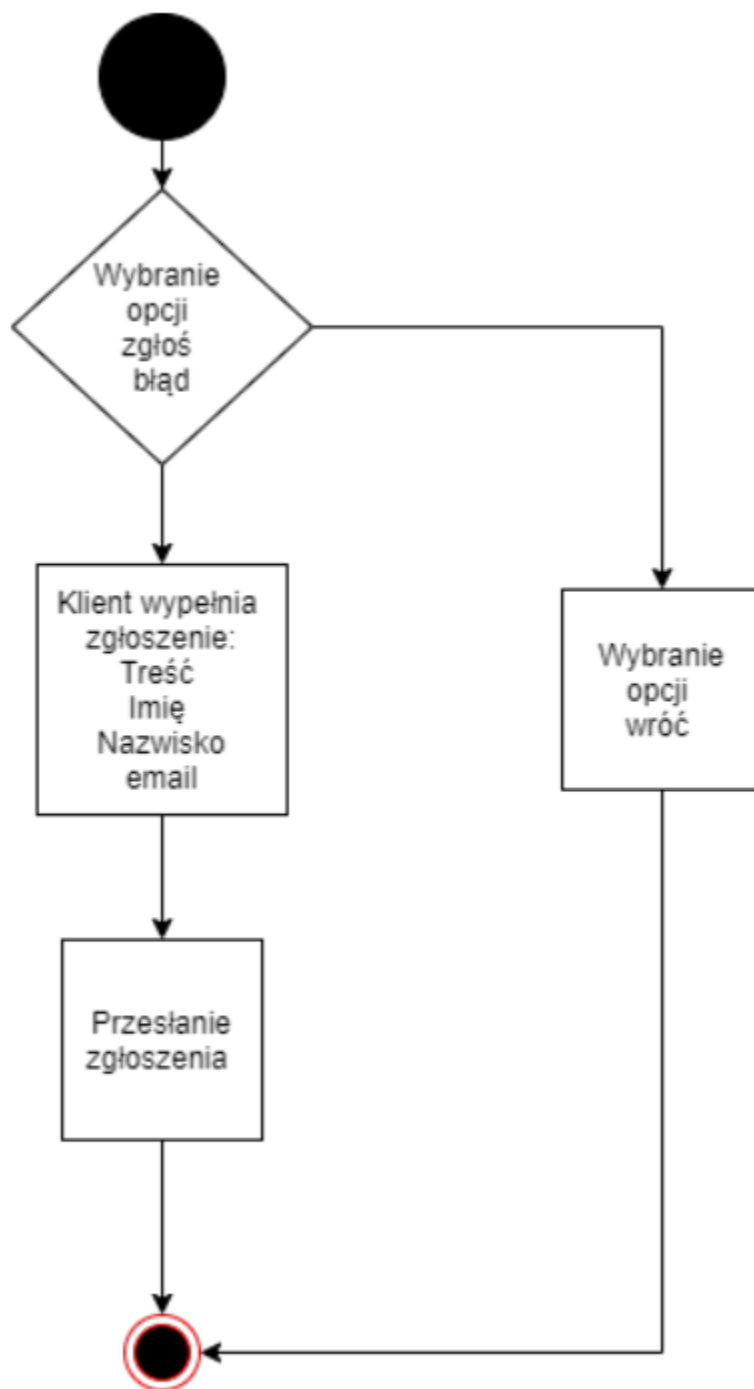 Wybranie
opcji
zgłoś
błąd
Klient wypełnia
zgłoszenie:
Treść
Imię
Nazwisko
email
Wybranie
opcji
wróć
Przesłanie
zgłoszenia